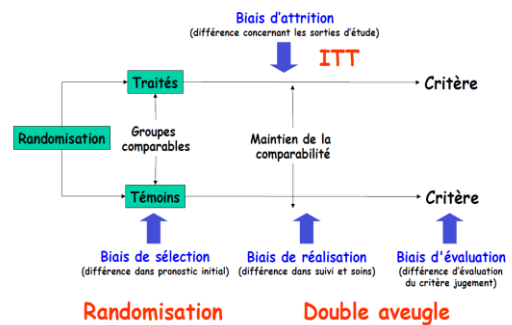 Biais d'attrition
(différence concernant les sorties d'étude)
ITT
Traités
Critère
Randomisation
Groupes
comparables
Maintien de la
comparabilité
Témoins
Critère
Biais de sélection
(différence dans pronostic initial)
Biais de réalisation
(différence dans suivi et soins)
Biais d'évaluation
(différence d'évaluation
du critère jugement)
Randomisation
Double aveugle